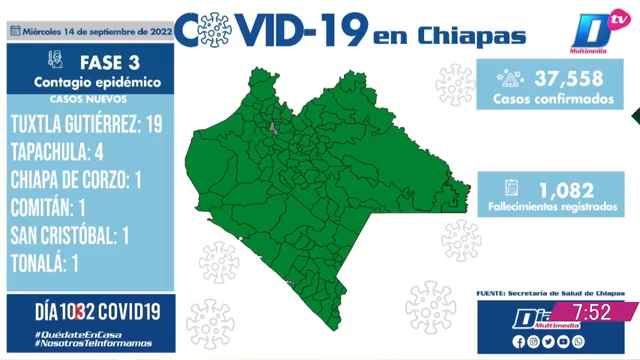 Miércoles 14 de septiembre de 2022
COVID-19 en Chiapas
D tv
Multimedia
FASE 3
Contagio epidémico
CASOS NUEVOS
TUXTLA GUTIÉRREZ: 19
TAPACHULA: 4
CHIAPA DE CORZO: 1
COMITÁN: 1
SAN CRISTÓBAL: 1
TONALÁ: 1
37,558
Casos confirmados
1,082
Fallecimientos registrados
DÍA 1032 COVID19
#QuédateEnCasa
#NosotrosTeInformamos
FUENTE: Secretaría de Salud de Chiapas
Multimedia
7:52